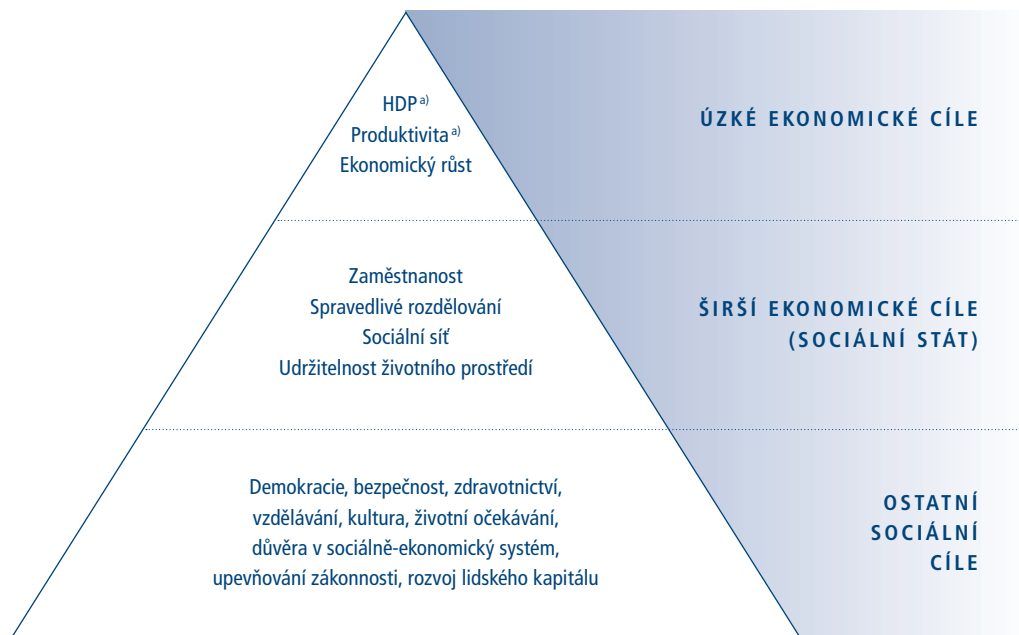 HDP a)
Produktivita a)
Ekonomický růst
ÚZKÉ EKONOMICKÉ CÍLE
Zaměstnanost
Spravedlivé rozdělování
Sociální síť
Udržitelnost životního prostředí
ŠIRŠÍ EKONOMICKÉ CÍLE
(SOCIÁLNÍ STÁT)
Demokracie, bezpečnost, zdravotnictví,
vzdělávání, kultura, životní očekávání,
důvěra v sociálně-ekonomický systém,
upevňování zákonnosti, rozvoj lidského kapitálu
OSTATNÍ
SOCIÁLNÍ
CÍLE